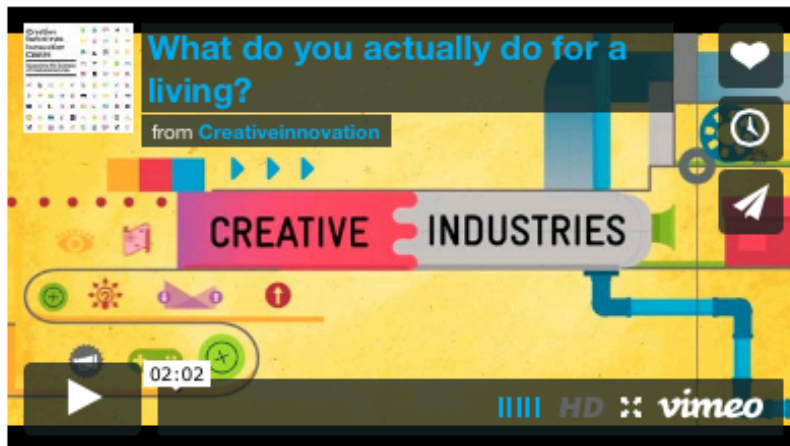 What do you actually do for a
living?
from Creativeinnovation
CREATIVE INDUSTRIES
02:02
HD vimeo